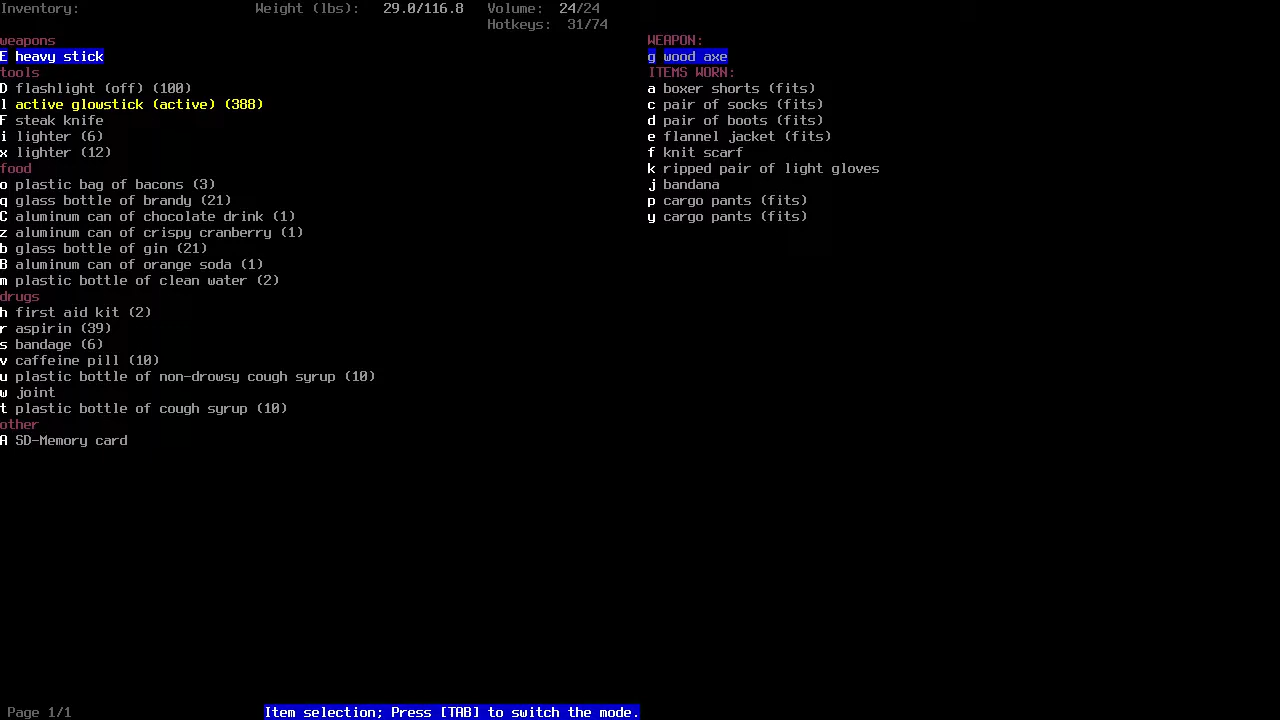 Inventory: Weight (lbs): 29.0/116.8 Volume: 24/24
Hotkeys: 31/74
weapons
E heavy stick
tools
D flashlight (off) (100)
l active glowstick (active) (388)
F steak knife
i lighter (6)
x lighter (12)
food
o plastic bag of bacons (3)
q glass bottle of brandy (21)
C aluminum can of chocolate drink (1)
z aluminum can of crispy cranberry (1)
b glass bottle of gin (21)
B aluminum can of orange soda (1)
m plastic bottle of clean water (2)
drugs
h first aid kit (2)
r aspirin (39)
s bandage (6)
v caffeine pill (10)
u plastic bottle of non-drowsy cough syrup (10)
w joint
t plastic bottle of cough syrup (10)
other
A SD-Memory card
WEAPON:
g wood axe
ITEMS WORN:
a boxer shorts (fits)
c pair of socks (fits)
d pair of boots (fits)
e flannel jacket (fits)
f knit scarf
k ripped pair of light gloves
j bandana
p cargo pants (fits)
y cargo pants (fits)
Page 1/1 Item selection; Press [TAB] to switch the mode.